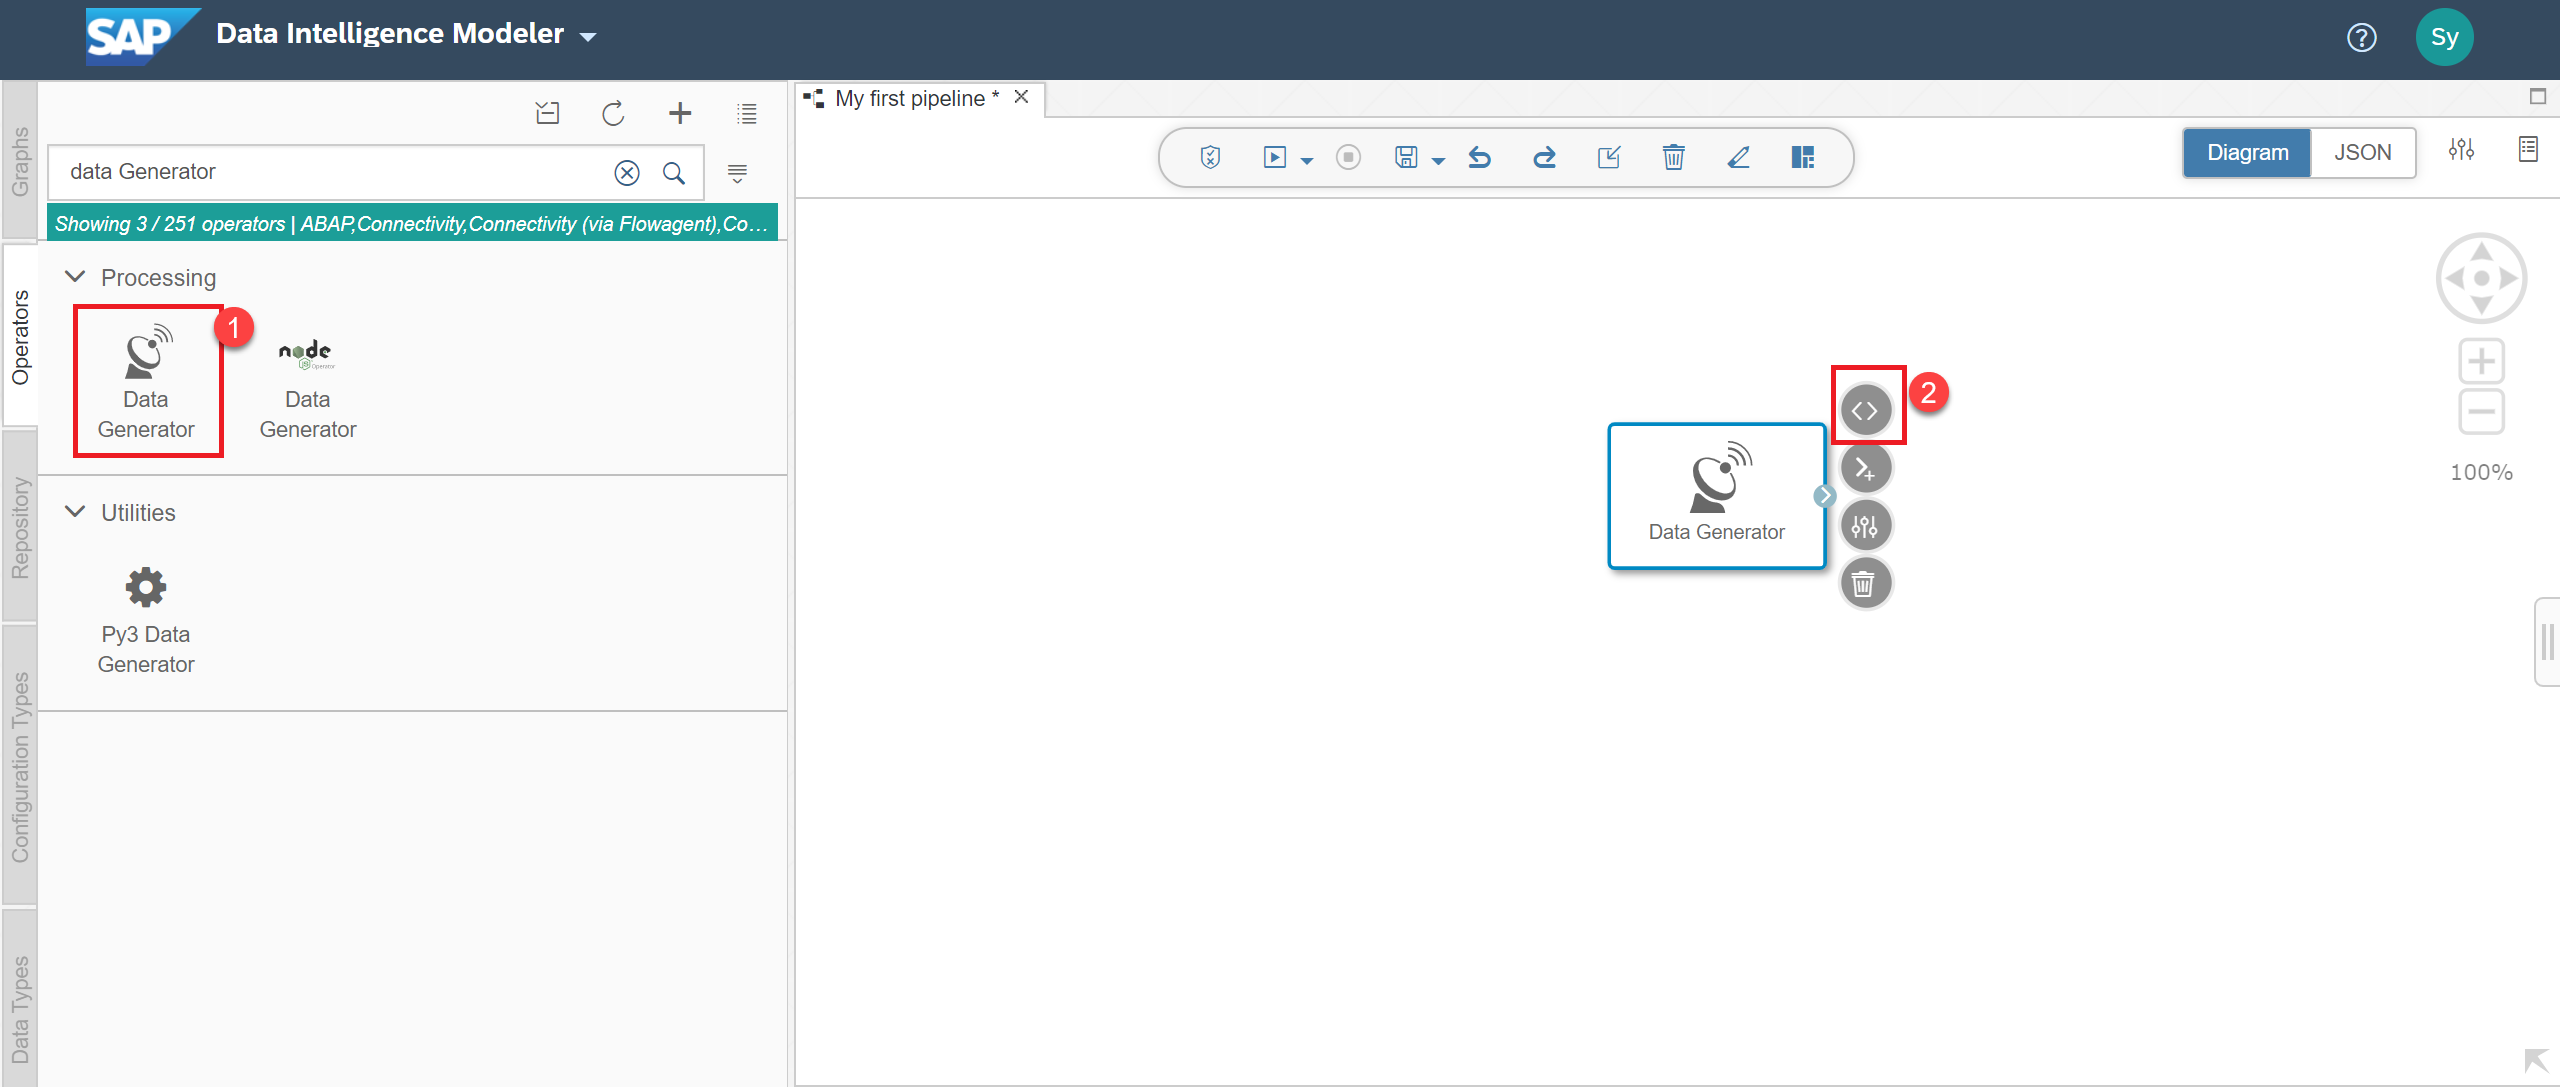 SAP Data Intelligence Modeler
Sy
Graphs
Operators
Repository
Configuration Types
Data Types
data Generator
Showing 3 / 251 operators | ABAP,Connectivity,Connectivity (via Flowagent),Co...
Processing
1
Data
Generator
node
JS Operator
Data
Generator
Utilities
Py3 Data
Generator
My first pipeline *
Diagram
JSON
2
Data Generator
100%